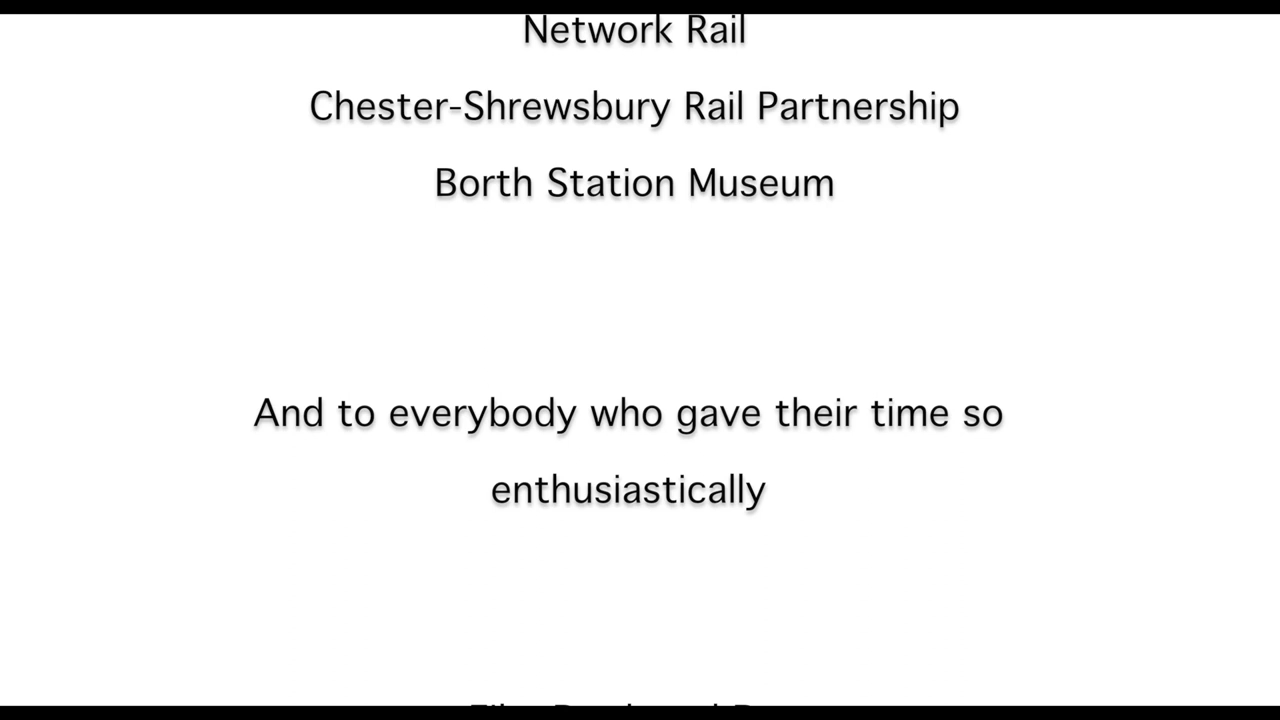 Network Rail
Chester-Shrewsbury Rail Partnership
Borth Station Museum
And to everybody who gave their time so
enthusiastically